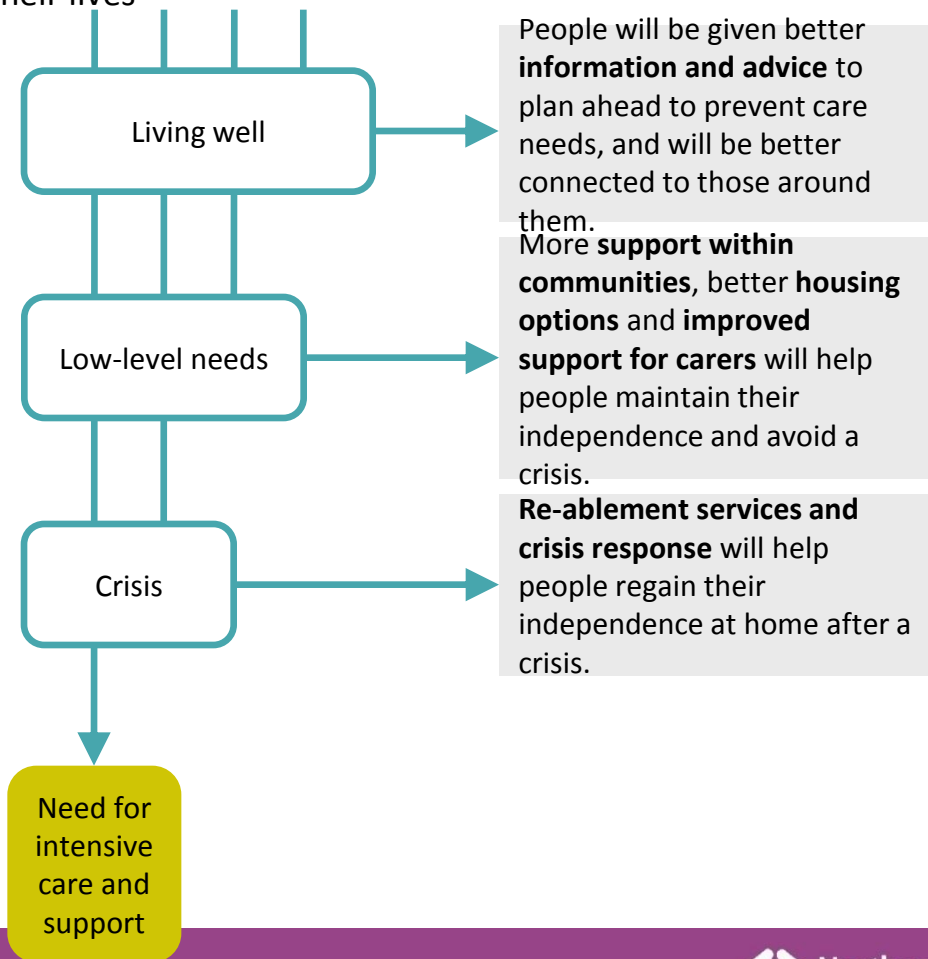 their lives
People will be given better
information and advice to
plan ahead to prevent care
needs, and will be better
connected to those around
them.
Living well
More support within
communities, better housing
options and improved
support for carers will help
people maintain their
independence and avoid a
crisis.
Low-level needs
Re-ablement services and
crisis response will help
people regain their
independence at home after a
crisis.
Crisis
Need for
intensive
care and
support